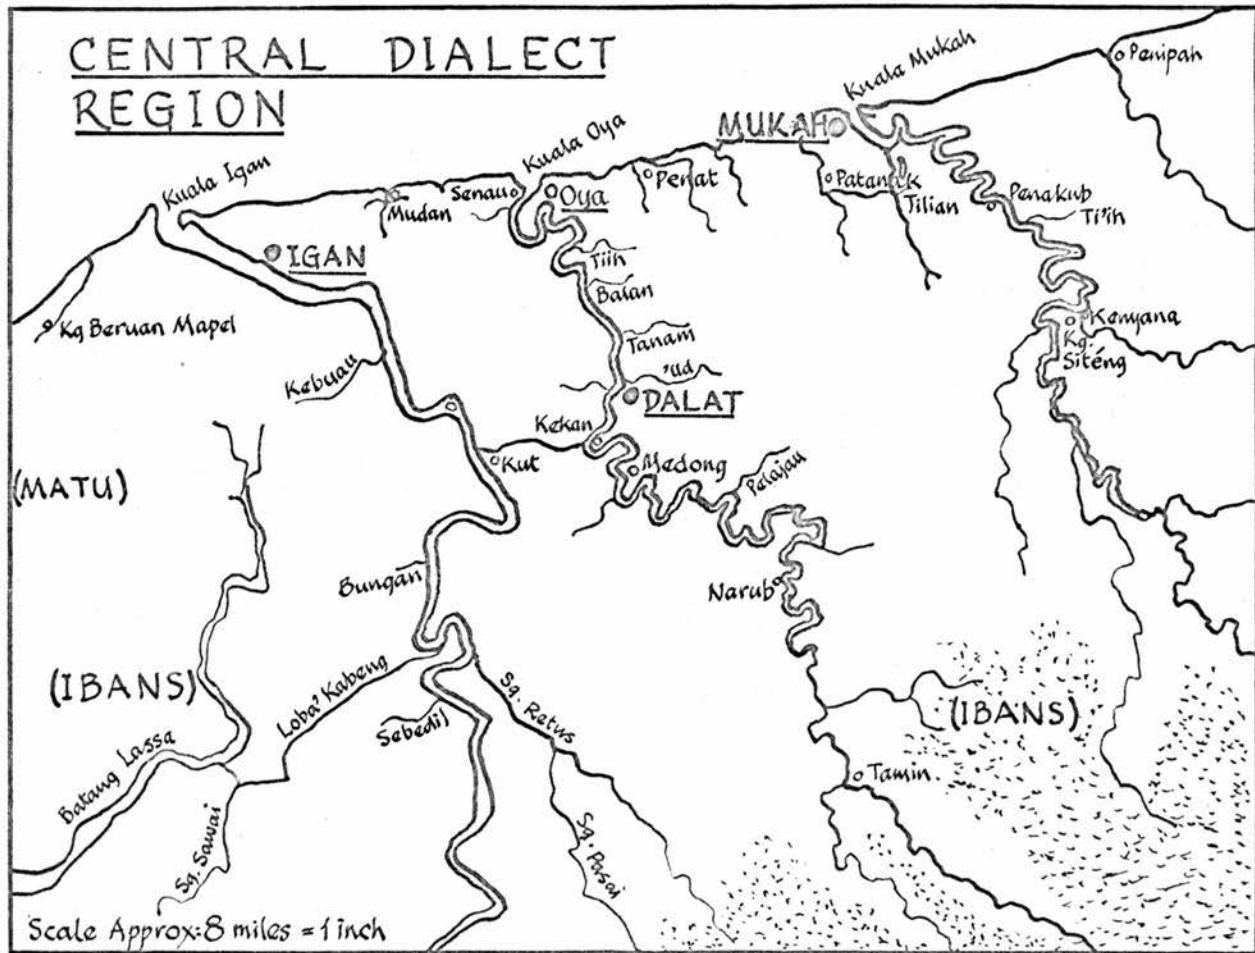 CENTRAL DIALECT
REGION
Kuala Igan
Kuala Oya
Kuala Mukah
Penipah
MUKAH
Senau
Oya
Penat
Mudan
Tilian
Penakub
Ti'ih
IGAN
Tiih
Balan
Kg Beruan Mapel
Tanam
Kenyana
Kg.
Siténg
Kebuau
'ud
DALAT
Kekan
Kut
Medong
Pelajau
(MATU)
Bungan
Narub
(IBANS)
Loba' Kabeng
Sg. Retus
(IBANS)
Sebedil
Batang Lassa
Tamin
Sg. Sawai
Sg. Pasai
Scale Approx: 8 miles = 1 inch